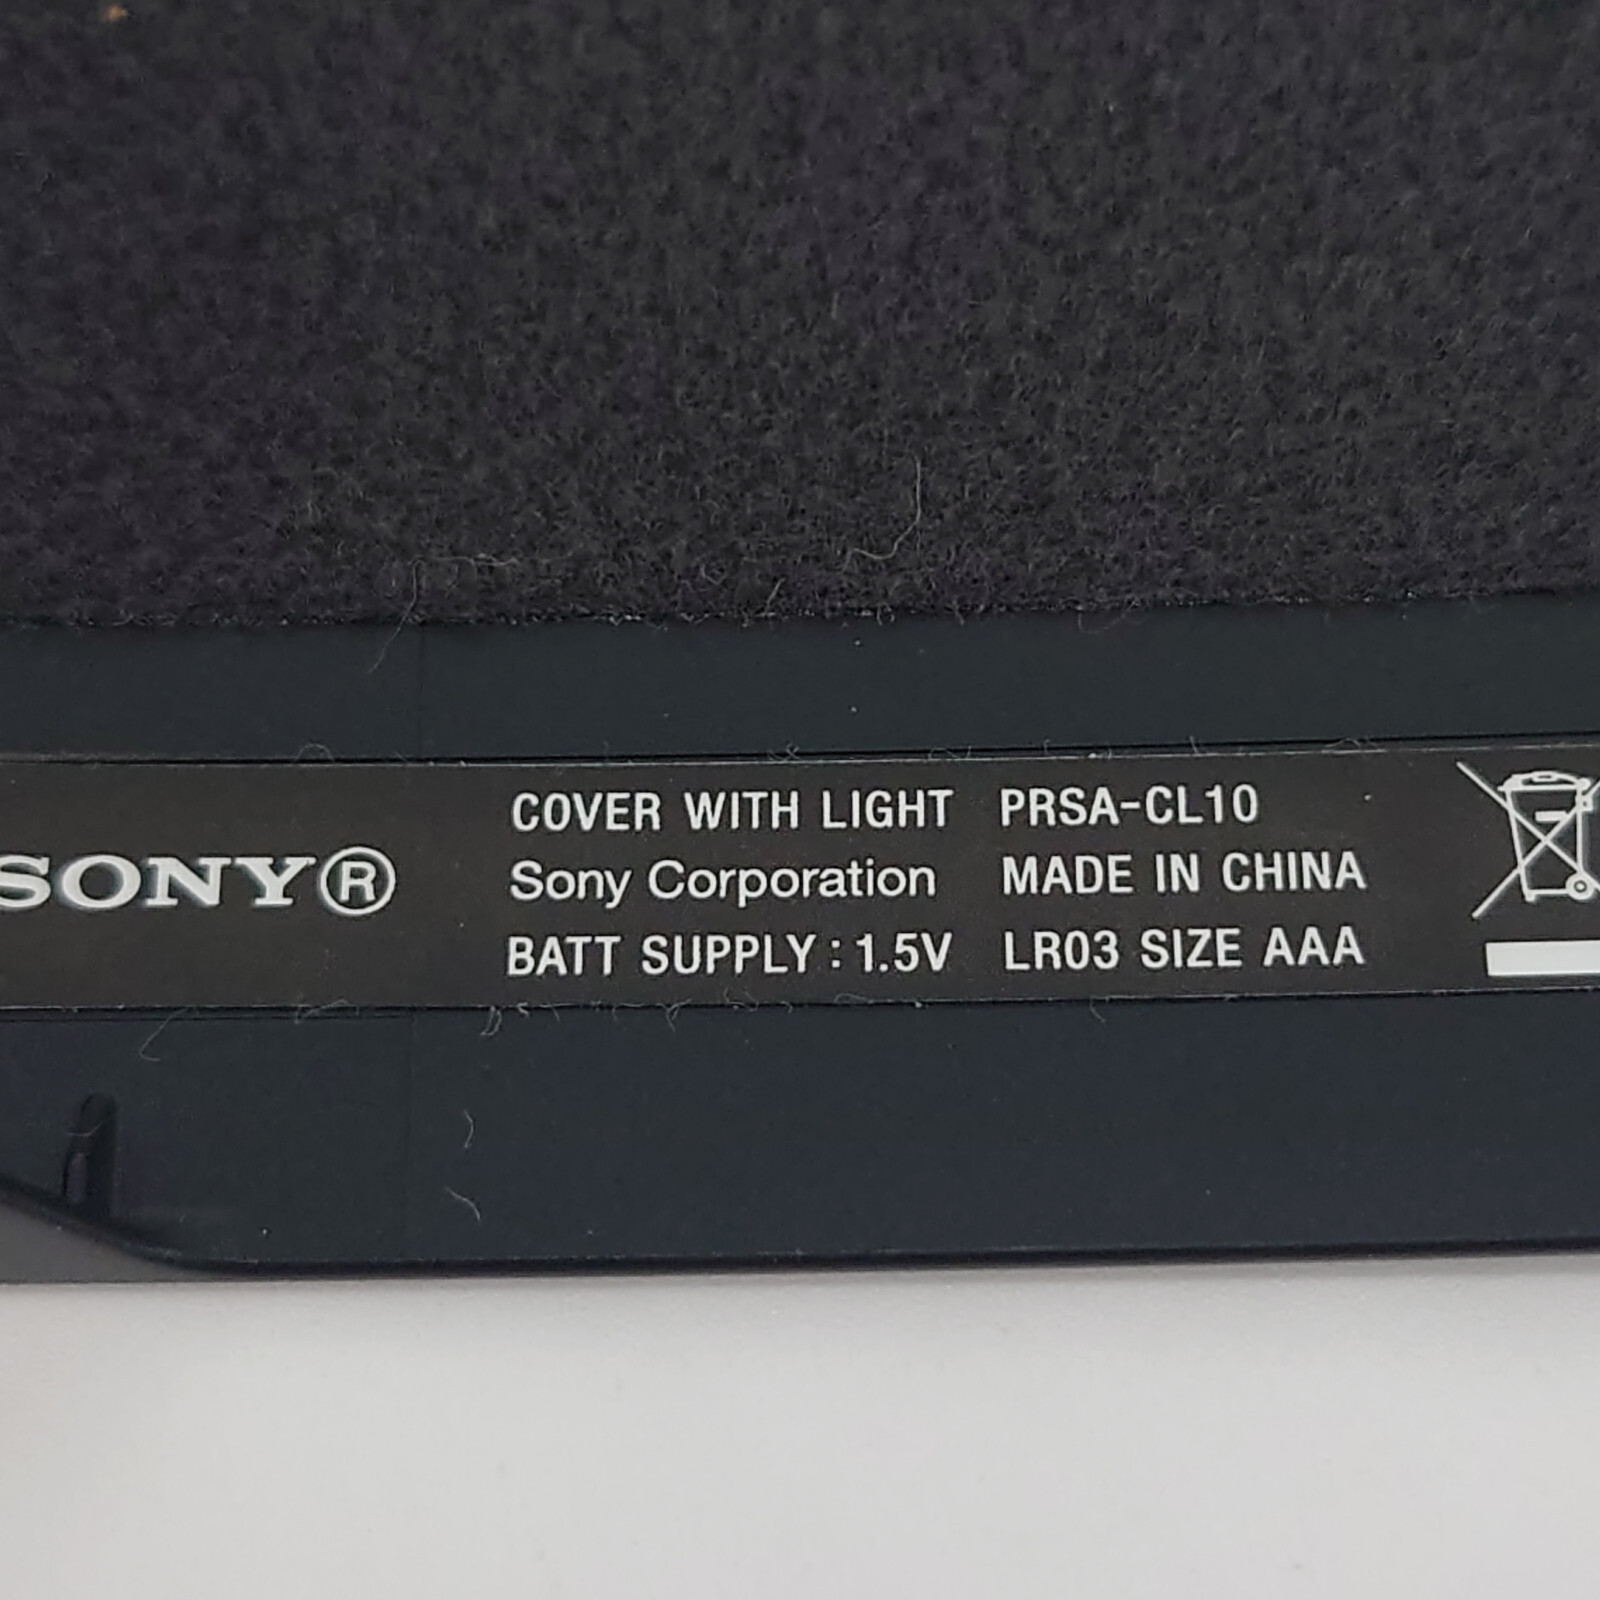 SONY®
COVER WITH LIGHT PRSA-CL10
Sony Corporation MADE IN CHINA
BATT SUPPLY : 1.5V LR03 SIZE AAA